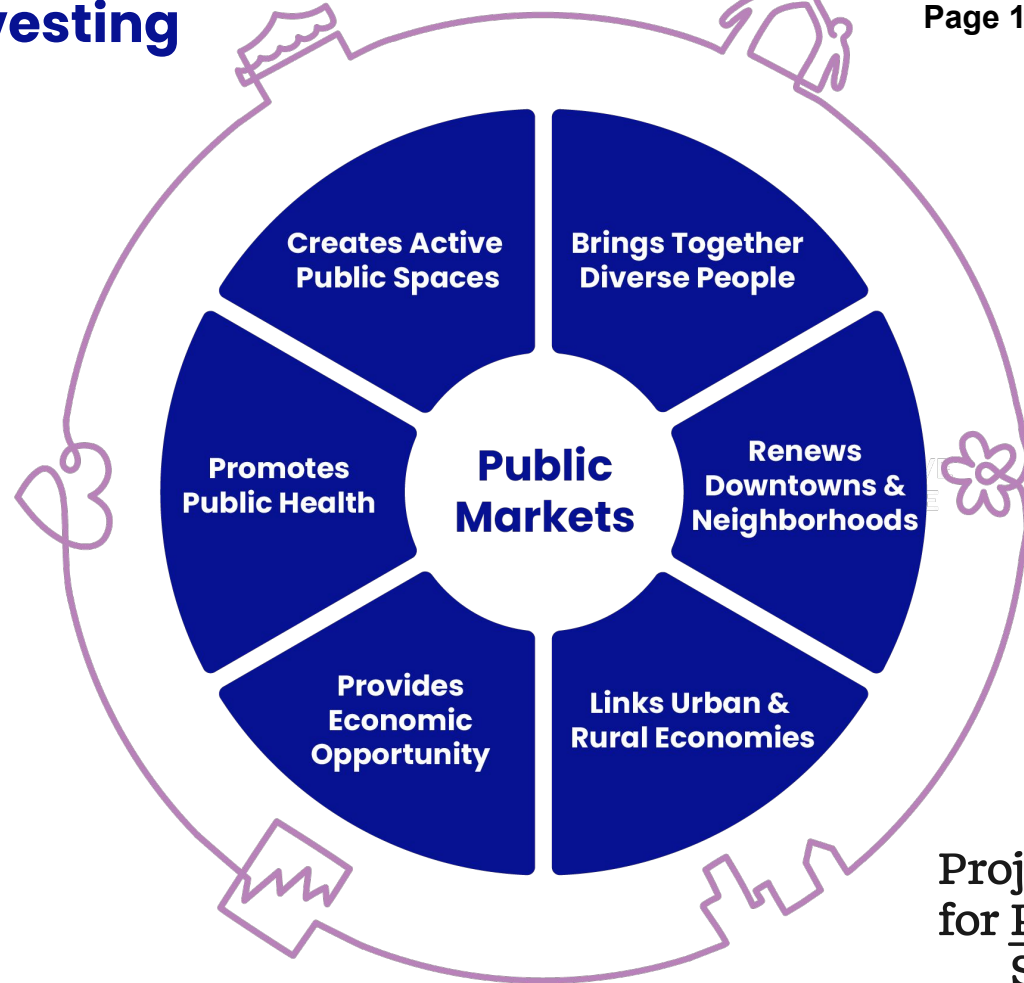 vesting
Page 1
Creates Active
Public Spaces
Brings Together
Diverse People
Promotes
Public Health
Public
Markets
Renews
Downtowns &
Neighborhoods
Provides
Economic
Opportunity
Links Urban &
Rural Economies
Proj
for P
S